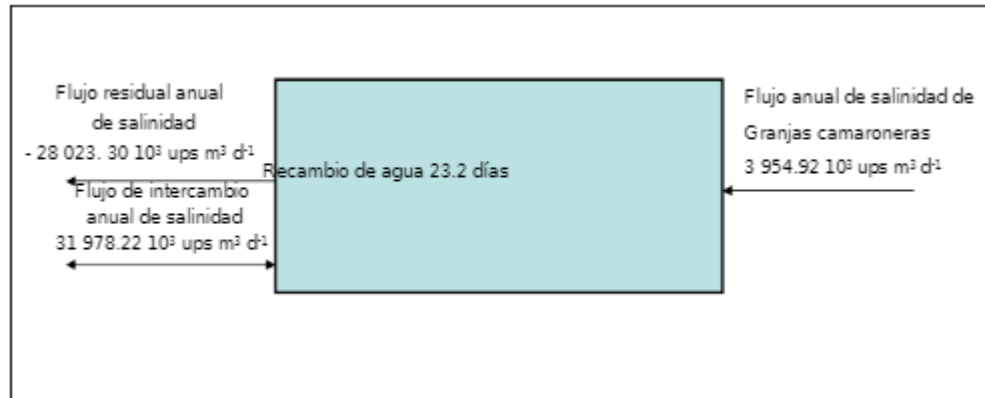 Flujo residual anual
de salinidad
- 28 023. 30 10³ ups m³ d⁻¹
Flujo de intercambio
anual de salinidad
31 978.22 10³ ups m³ d⁻¹
Recambio de agua 23.2 días
Flujo anual de salinidad de
Granjas camaroneras
3 954.92 10³ ups m³ d⁻¹